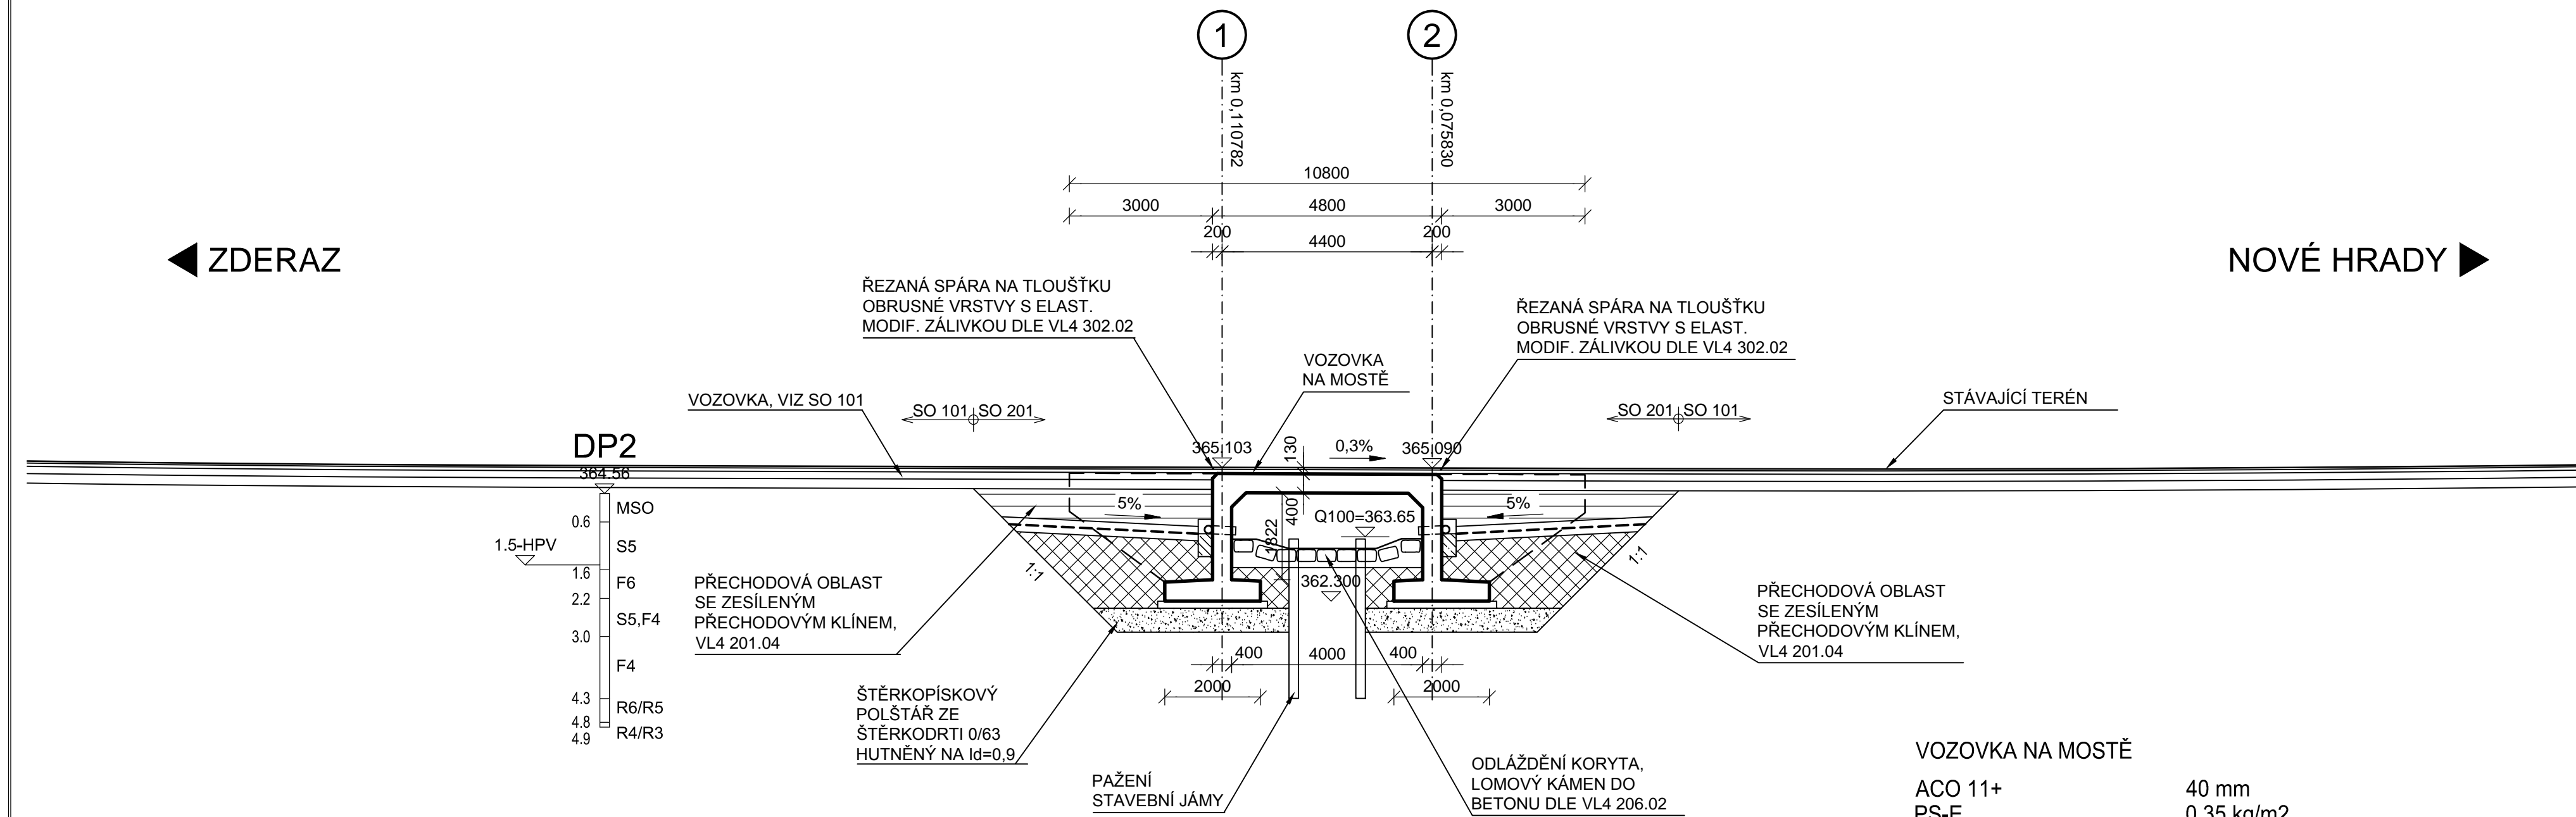 1
2
km 0,110782
km 0,075830
10800
3000
4800
3000
200
200
4400
ZDERAZ
NOVÉ HRADY
ŘEZANÁ SPÁRA NA TLOUŠŤKU
OBRUSNÉ VRSTVY S ELAST.
MODIF. ZÁLIVKOU DLE VL4 302.02
ŘEZANÁ SPÁRA NA TLOUŠŤKU
OBRUSNÉ VRSTVY S ELAST.
MODIF. ZÁLIVKOU DLE VL4 302.02
VOZOVKA
NA MOSTĚ
VOZOVKA, VIZ SO 101
SO 101
SO 201
SO 201
SO 101
STÁVAJÍCÍ TERÉN
DP2
364.56
365,103
130
0,3%
365,090
MSO
0.6
S5
1.5-HPV
1.6
F6
2.2
S5,F4
3.0
F4
4.3
R6/R5
4.8
R4/R3
4.9
5%
5%
400
1822
Q100=363.65
362.300
1:1
1:1
PŘECHODOVÁ OBLAST
SE ZESÍLENÝM
PŘECHODOVÝM KLÍNEM,
VL4 201.04
PŘECHODOVÁ OBLAST
SE ZESÍLENÝM
PŘECHODOVÝM KLÍNEM,
VL4 201.04
400
4000
400
2000
2000
ŠTĚRKOPÍSKOVÝ
POLŠTÁŘ ZE
ŠTĚRKODRTI 0/63
HUTNĚNÝ NA Id=0,9
PAŽENÍ
STAVEBNÍ JÁMY
ODLÁŽDĚNÍ KORYTA,
LOMOVÝ KÁMEN DO
BETONU DLE VL4 206.02
VOZOVKA NA MOSTĚ
ACO 11+ 40 mm
PS-E 0,35 kg/m2